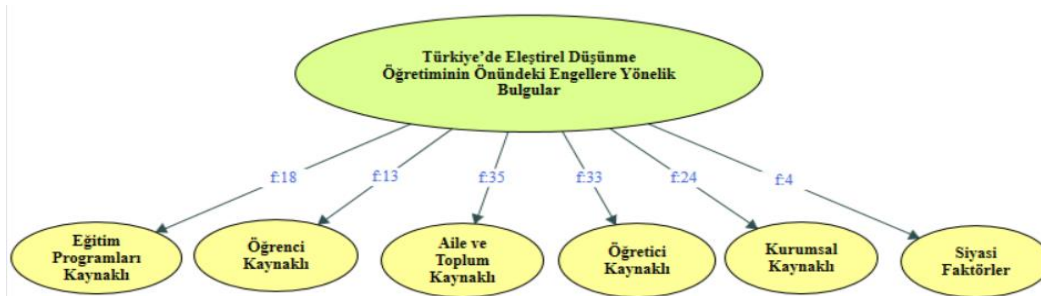 Türkiye’de Eleştirel Düşünme
Öğretiminin Önündeki Engellere Yönelik
Bulgular
f:18
f:13
f:35
f:33
f:24
f:4
Eğitim
Programları
Kaynaklı
Öğrenci
Kaynaklı
Aile ve
Toplum
Kaynaklı
Öğretici
Kaynaklı
Kurumsal
Kaynaklı
Siyasi
Faktörler